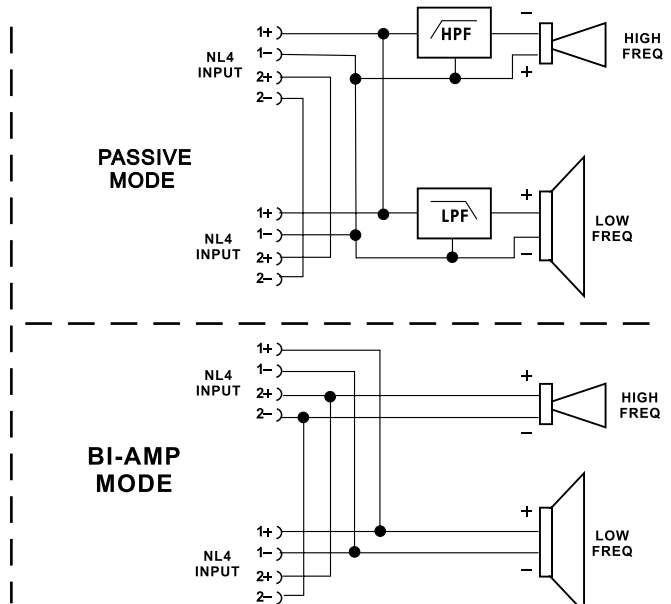 1+
1−
2+
2−
NL4
INPUT
HPF
−
+
HIGH
FREQ
PASSIVE
MODE
1+
1−
2+
2−
NL4
INPUT
LPF
+
−
LOW
FREQ
1+
1−
2+
2−
NL4
INPUT
+
−
HIGH
FREQ
BI-AMP
MODE
1+
1−
2+
2−
NL4
INPUT
+
−
LOW
FREQ